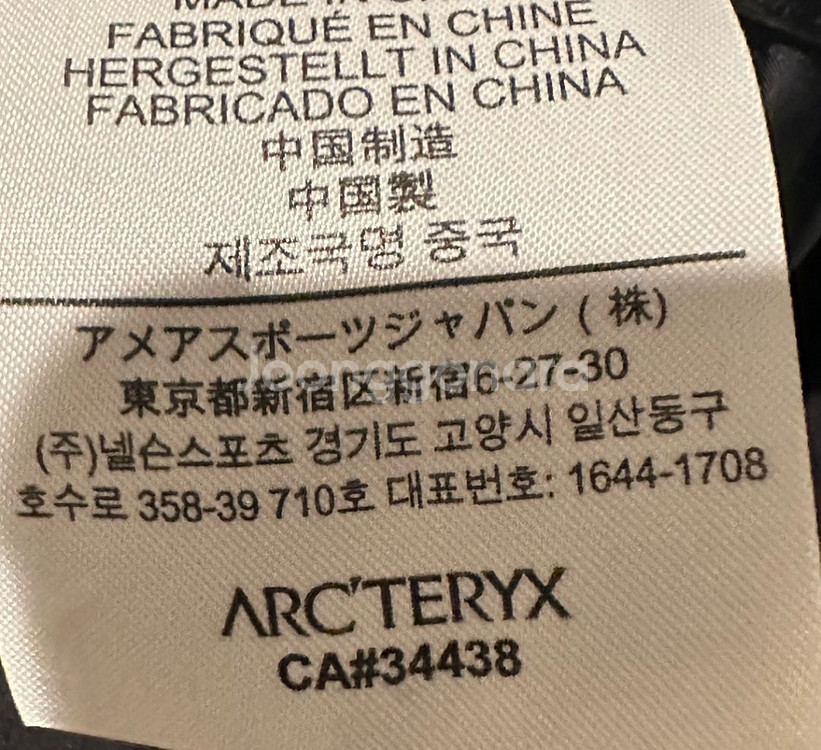 MADE IN CHINA
FABRIQUÉ EN CHINE
HERGESTELLT IN CHINA
FABRICADO EN CHINA
中国制造
中国製
제조국명 중국
アメアスポーツジャパン ( 株)
東京都新宿区新宿6-27-30
(주)넬슨스포츠 경기도 고양시 일산동구
호수로 358-39 710호 대표번호: 1644-1708
ARC'TERYX
CA#34438